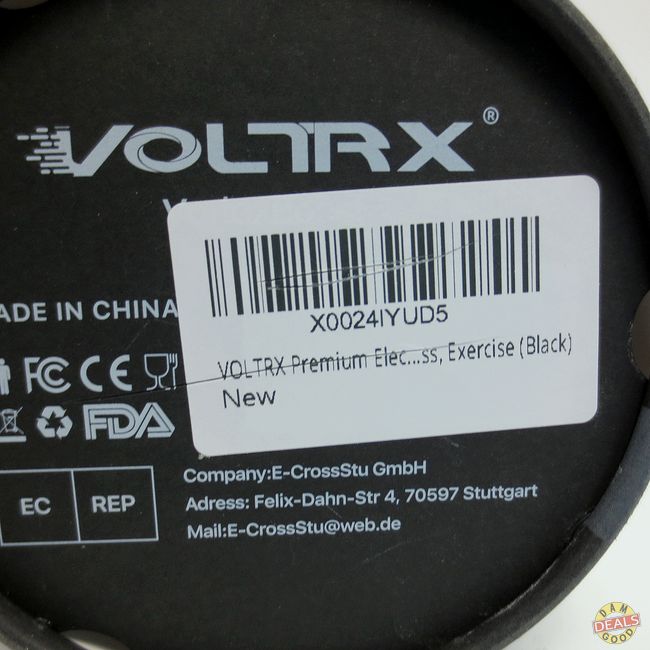 VOLTRX®
ADE IN CHINA
X0024IYUD5
VOLTRX Premium Elec...ss, Exercise (Black)
New
FC CE
FDA
EC REP
Company:E-CrossStu GmbH
Adress: Felix-Dahn-Str 4, 70597 Stuttgart
Mail:E-CrossStu@web.de
DAM
DEALS
GOOD